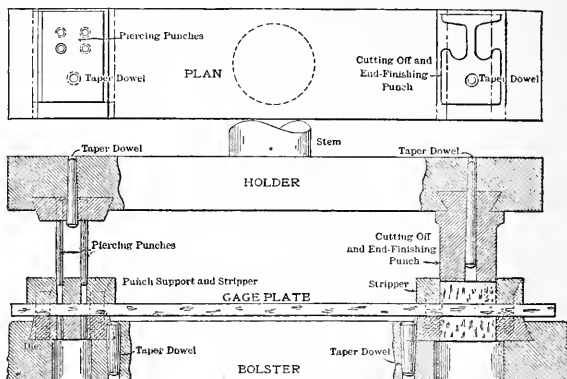 Piercing Punches
Taper Dowel
PLAN
Cutting Off and
End-Finishing
Punch
Taper Dowel
Stem
Taper Dowel
Taper Dowel
HOLDER
Piercing Punches
Cutting Off
and End-Finishing
Punch
Punch Support and Stripper
Stripper
GAGE PLATE
Die
Taper Dowel
Taper Dowel
BOLSTER